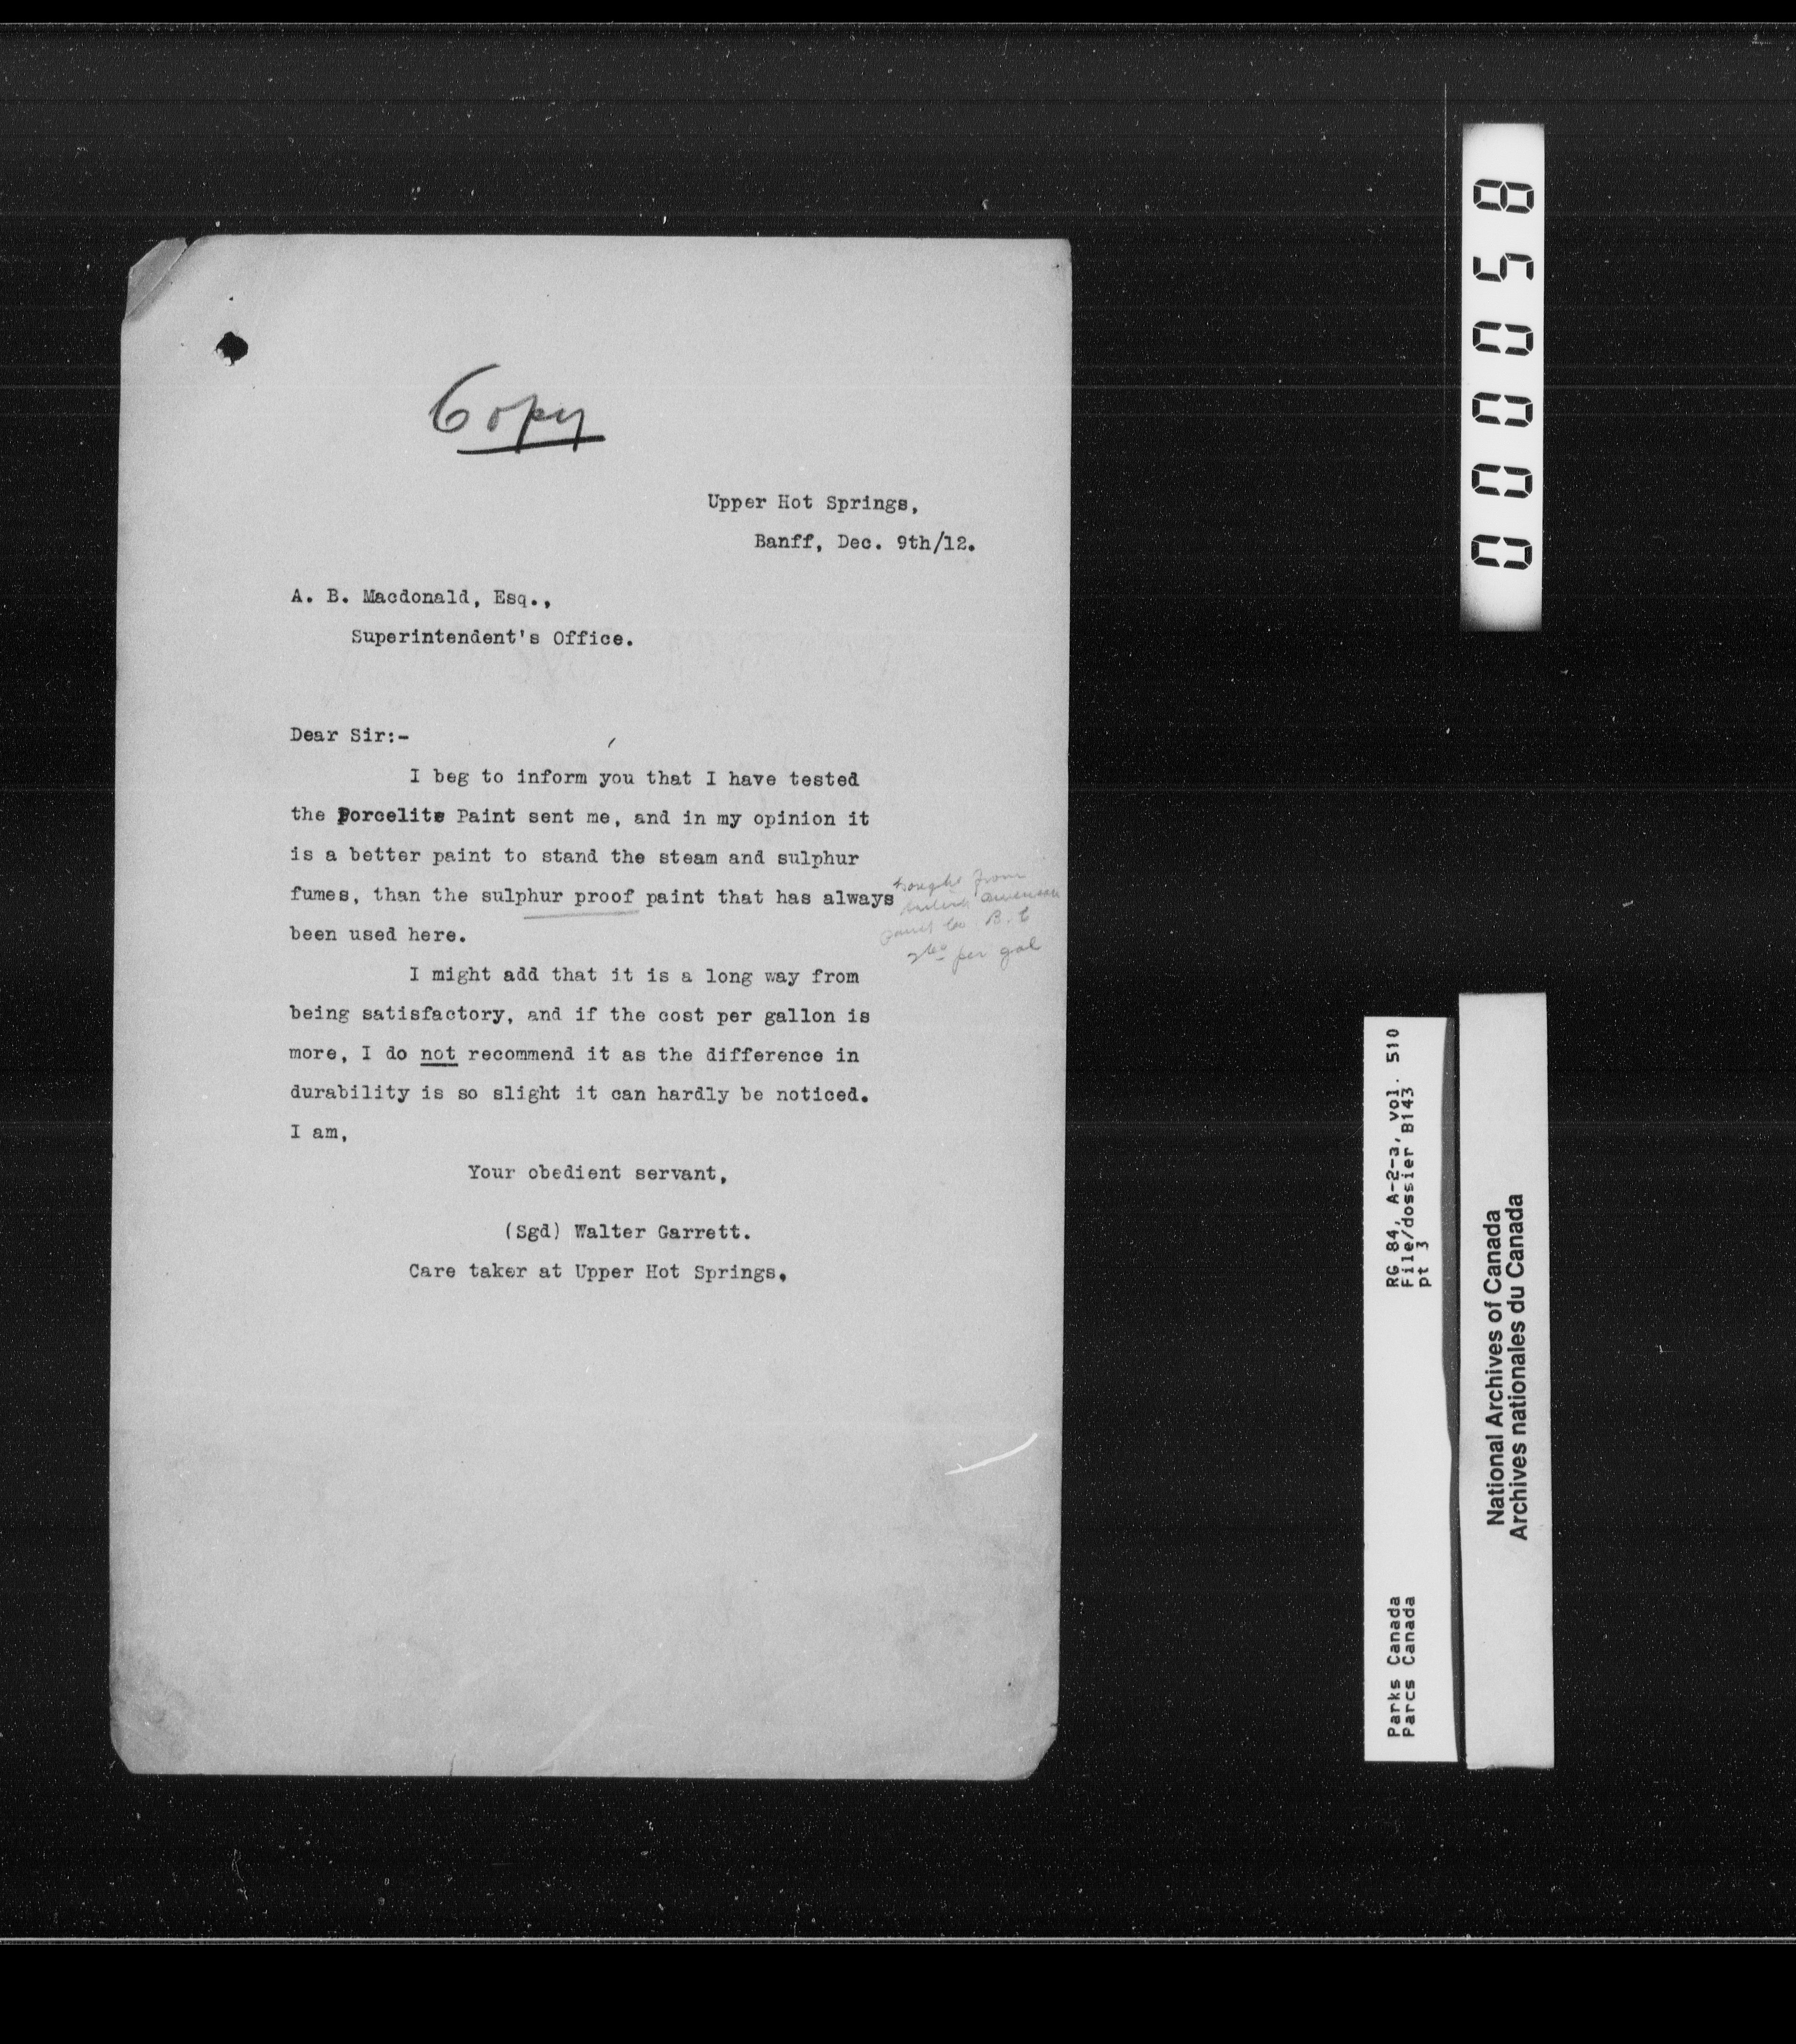 Copy
Upper Hot Springs,
Banff, Dec. 9th/12.
A. B. Macdonald, Esq.,
Superintendent's Office.
Dear Sir:-
I beg to inform you that I have tested
the Porcelite Paint sent me, and in my opinion it
is a better paint to stand the steam and sulphur
fumes, than the sulphur proof paint that has always
been used here.
bought from
American
Paint Co. B.C
per gal
I might add that it is a long way from
being satisfactory, and if the cost per gallon is
more, I do not recommend it as the difference in
durability is so slight it can hardly be noticed.
I am,
Your obedient servant,
(Sgd) Walter Garrett.
Care taker at Upper Hot Springs.
000058
RG 84, A-2-a, vol. 510
File/dossier B143
pt 3
Parks Canada
Parcs Canada
National Archives of Canada
Archives nationales du Canada